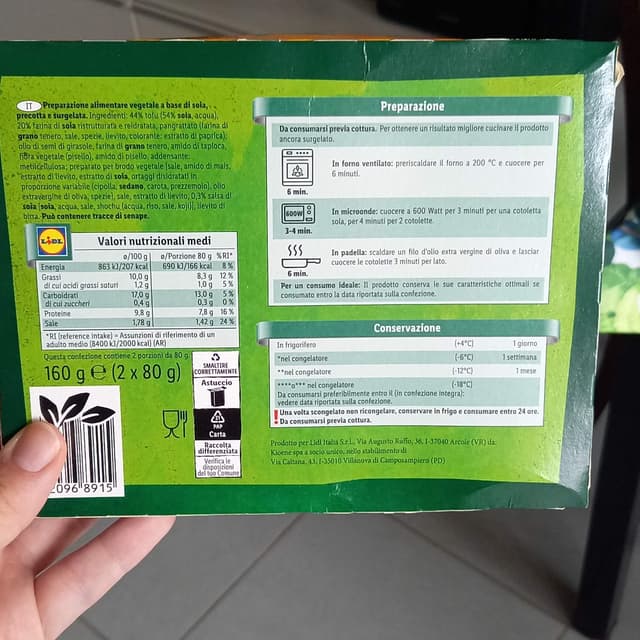 IT Preparazione alimentare vegetale a base di soia,
precotta e surgelata. Ingredienti: 44% tofu (54% soia, acqua),
20% farina di soia ristrutturata e reidratata, pangrattato (farina di
grano tenero, sale, spezie, lievito, colorante: estratto di paprica),
olio di semi di girasole, farina di grano tenero, amido di tapioca,
fibra vegetale (pisello), amido di pisello, addensante:
metilcellulosa; preparato per brodo vegetale [sale, amido di mais,
estratto di lievito, estratto di soia, ortaggi disidratati in
proporzione variabile (cipolla, sedano, carota, prezzemolo), olio
extravergine di oliva, spezie], sale, estratto di lievito, 0,3% salsa di
soia [soia, acqua, sale, shochu (acqua, riso, sale, koji)], lievito di
birra. Può contenere tracce di senape.
LIDL
Valori nutrizionali medi
ø/100 g ø/Porzione 80 g %RI*
Energia 863 kJ/207 kcal 690 kJ/166 kcal 8 %
Grassi 10,0 g 8,3 g 12 %
di cui acidi grassi saturi 1,2 g 1,0 g 5 %
Carboidrati 17,0 g 13,0 g 5 %
di cui zuccheri 0,4 g 0,3 g 0 %
Proteine 9,8 g 7,8 g 16 %
Sale 1,78 g 1,42 g 24 %
*RI (reference intake) = Assunzioni di riferimento di un
adulto medio (8400 kJ/2000 kcal) (AR)
Questa confezione contiene 2 porzioni da 80 g.
160 g e (2 x 80 g)
SMALTIRE
CORRETTAMENTE
Astuccio
PAP
Carta
Raccolta
differenziata
Verifica le
disposizioni
del tuo Comune
096 8915
Preparazione
Da consumarsi previa cottura. Per ottenere un risultato migliore cucinare il prodotto
ancora surgelato.
In forno ventilato: preriscaldare il forno a 200 °C e cuocere per
6 minuti.
6 min.
600W
In microonde: cuocere a 600 Watt per 3 minuti per una cotoletta
sola, per 4 minuti per 2 cotolette.
3-4 min.
In padella: scaldare un filo d'olio extra vergine di oliva e lasciar
cuocere le cotolette 3 minuti per lato.
6 min.
Per un consumo ideale: Il prodotto conserva le sue caratteristiche ottimali se
consumato entro la data riportata sulla confezione.
Conservazione
In frigorifero (+4°C) 1 giorno
*nel congelatore (-6°C) 1 settimana
**nel congelatore (-12°C) 1 mese
****o*** nel congelatore (-18°C)
Da consumarsi preferibilmente entro il (in confezione integra):
vedere data riportata sulla confezione.
! Una volta scongelato non ricongelare, conservare in frigo e consumare entro 24 ore.
! Da consumarsi previa cottura.
Prodotto per Lidl Italia S.r.l., Via Augusto Ruffo, 36, I-37040 Arcole (VR) da:
Kioene spa a socio unico, nello stabilimento di
Via Caltana, 43, I-35010 Villanova di Camposampiero (PD)